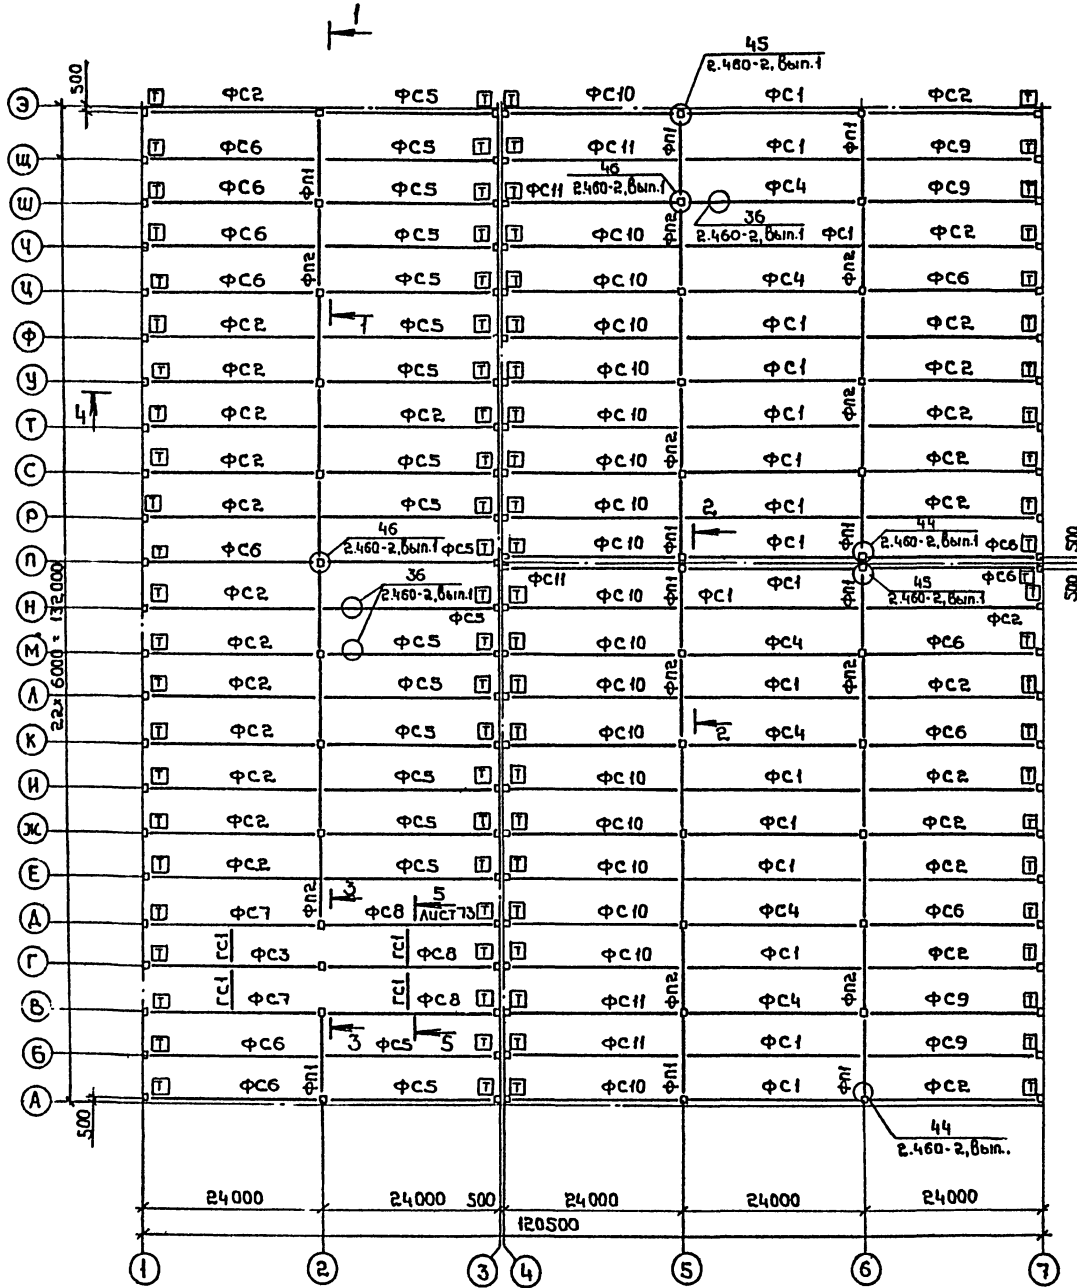 1
45
2.460-2, Вып.1
500
Э Т ФС2 ФС5 Т Т ФС10 ФС1 ФС2 Т
ФП1 ФП1
Щ Т ФС6 ФС5 Т Т ФС11 ФС1 ФС9 Т
46
2.460-2, Вып.1
ФП1
Ш Т ФС6 ФС5 Т Т ФС11 ФС4 ФС9 Т
36
2.460-2, Вып.1
ФП2
Ч Т ФС6 ФС5 Т Т ФС10 ФС1 ФС2 Т
ФП2 ФП2
Ц Т ФС6 ФС5 Т Т ФС10 ФС4 ФС6 Т
1
Ф Т ФС2 ФС5 Т Т ФС10 ФС1 ФС2 Т
У Т ФС2 ФС5 Т Т ФС10 ФС1 ФС2 Т
4
ФП2
Т Т ФС2 ФС2 Т Т ФС10 ФС1 ФС2 Т
ФП2
С Т ФС2 ФС5 Т Т ФС10 ФС1 ФС2 Т
Р Т ФС2 ФС5 Т Т ФС10 ФС1 ФС2 Т
2
46
2.460-2, Вып.1
ФП1 ФП1
44
2.460-2, Вып.1
П ФС6 ФС5 Т Т ФС10 ФС1 ФС6 500
36
2.460-2, Вып.1
ФС11 ФП1 ФС1 ФП1 ФС6 Т 500
45
2.460-2, Вып.1
Н ФС2 ФС5 Т Т ФС10 ФС1 ФС2 Т
22х6000 = 132000
М Т ФС2 ФС5 Т Т ФС10 ФС4 ФС6 Т
ФП2 ФП2
Л Т ФС2 ФС5 Т Т ФС10 ФС1 ФС2 Т
2
К Т ФС2 ФС5 Т Т ФС10 ФС4 ФС6 Т
И Т ФС2 ФС5 Т Т ФС10 ФС1 ФС2 Т
Ж Т ФС2 ФС5 Т Т ФС10 ФС1 ФС2 Т
Е Т ФС2 ФС5 Т Т ФС10 ФС1 ФС2 Т
ФП2 3 5
ЛИСТ 73
Д Т ФС7 ФС8 Т Т ФС10 ФС4 ФС6 Т
Г Т ГС1 ФС3 ГС1 ФС8 Т Т ФС10 ФС1 ФС2 Т
ФП2 ФП2
В Т ГС1 ФС7 ГС1 ФС8 Т Т ФС11 ФС4 ФС9 Т
3 5
Б Т ФС6 ФС5 Т Т ФС11 ФС1 ФС9 Т
ФП1 ФП1 ФП1
А Т ФС6 ФС5 Т Т ФС10 ФС1 ФС2 Т
500
44
2.460-2, Вып..
24000 24000 500 24000 24000 24000
120500
1 2 3 4 5 6 7